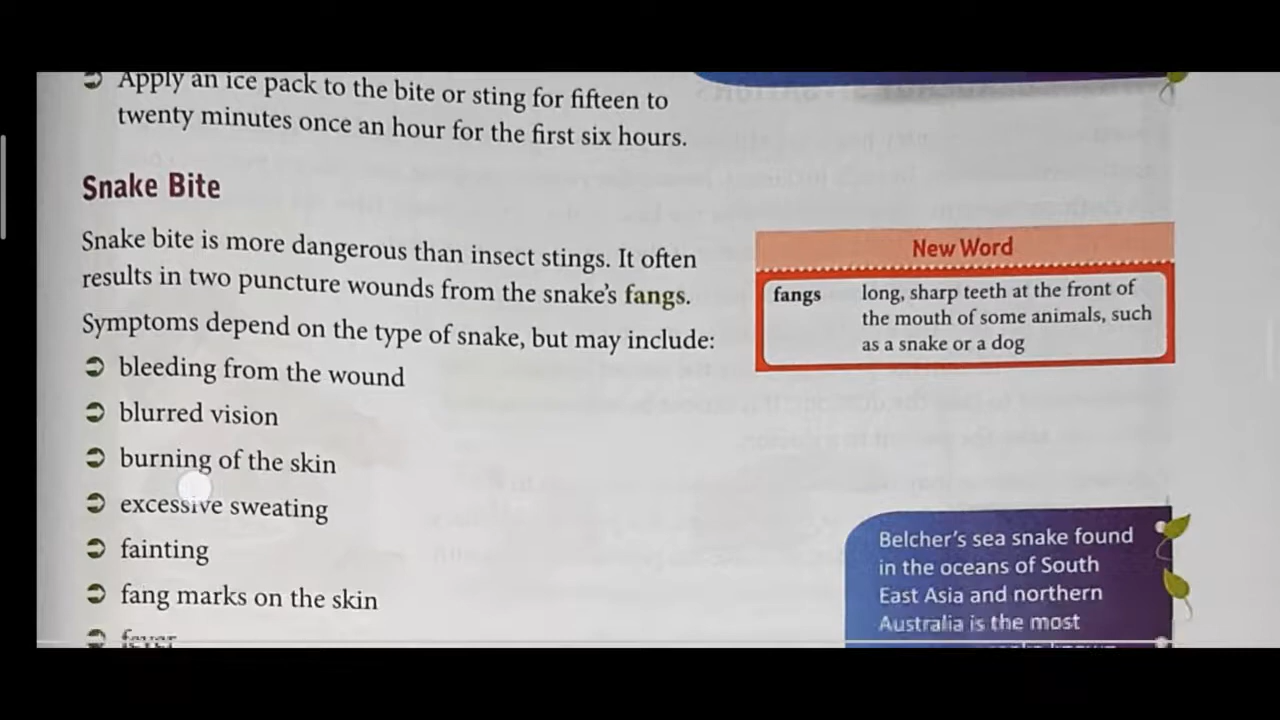 Apply an ice pack to the bite or sting for fifteen to
twenty minutes once an hour for the first six hours.
Snake Bite
Snake bite is more dangerous than insect stings. It often
results in two puncture wounds from the snake's fangs.
Symptoms depend on the type of snake, but may include:
bleeding from the wound
blurred vision
burning of the skin
excessive sweating
fainting
fang marks on the skin
fever
New Word
fangs long, sharp teeth at the front of
the mouth of some animals, such
as a snake or a dog
Belcher's sea snake found
in the oceans of South
East Asia and northern
Australia is the most